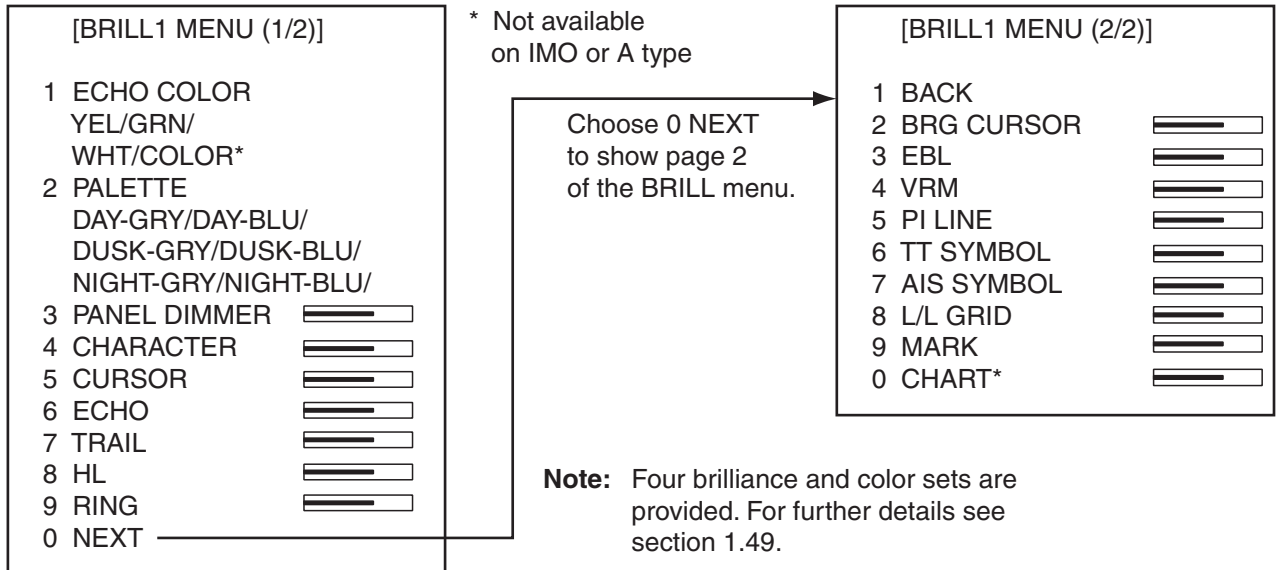 [BRILL1 MENU (1/2)]
1 ECHO COLOR
YEL/GRN/
WHT/COLOR*
2 PALETTE
DAY-GRY/DAY-BLU/
DUSK-GRY/DUSK-BLU/
NIGHT-GRY/NIGHT-BLU/
3 PANEL DIMMER
4 CHARACTER
5 CURSOR
6 ECHO
7 TRAIL
8 HL
9 RING
0 NEXT
* Not available
on IMO or A type
Choose 0 NEXT
to show page 2
of the BRILL menu.
[BRILL1 MENU (2/2)]
1 BACK
2 BRG CURSOR
3 EBL
4 VRM
5 PI LINE
6 TT SYMBOL
7 AIS SYMBOL
8 L/L GRID
9 MARK
0 CHART*
Note: Four brilliance and color sets are
provided. For further details see
section 1.49.